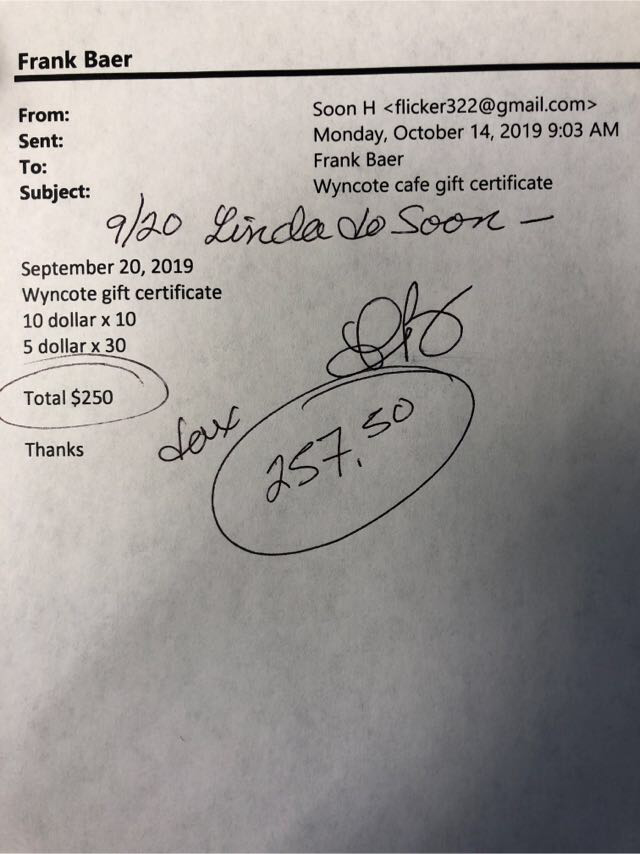 Frank Baer
From: Soon H <flicker322@gmail.com>
Sent: Monday, October 14, 2019 9:03 AM
To: Frank Baer
Subject: Wyncote cafe gift certificate
9/20 Linda to Soon —
September 20, 2019
Wyncote gift certificate
10 dollar x 10
5 dollar x 30
Total $250
tax
257.50
Thanks